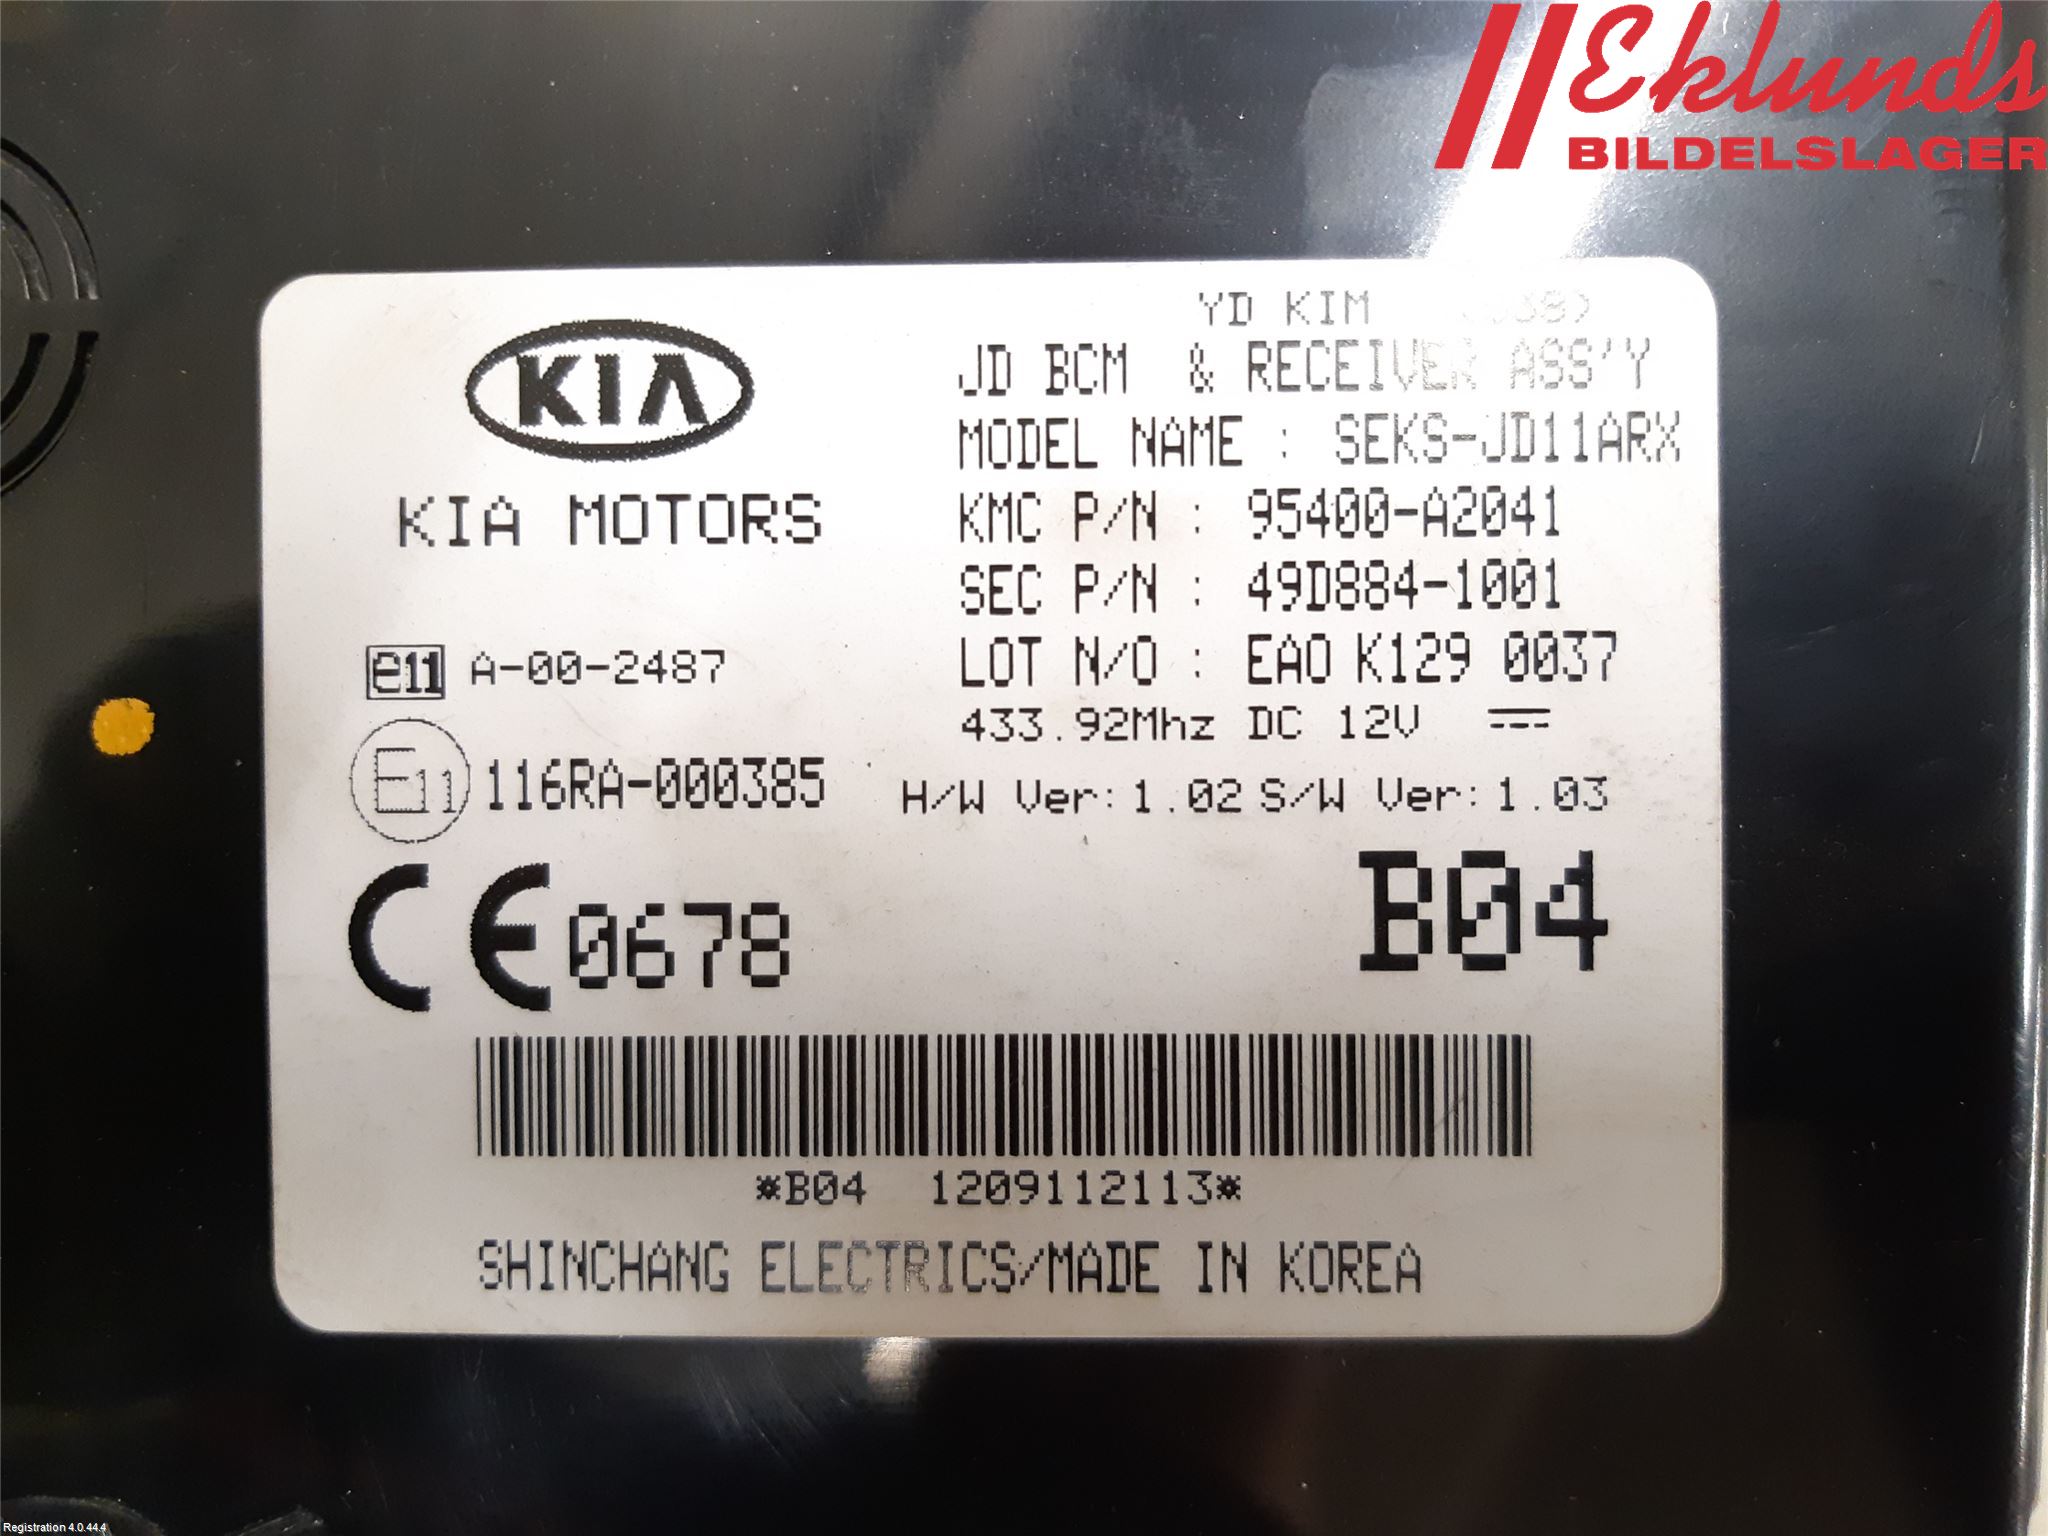 Eklunds
BILDELSLAGER
YD KIM
JD BCM & RECEIVER ASS'Y
KIA
MODEL NAME : SEKS-JD11ARX
KIA MOTORS
KMC P/N : 95400-A2041
SEC P/N : 49D884-1001
e11 A-00-2487
LOT N/O : EAO K129 0037
433.92Mhz DC 12V
E11 116RA-000385
H/W Ver: 1.02 S/W Ver: 1.03
CE 0678
B04
*B04 1209112113*
SHINCHANG ELECTRICS/MADE IN KOREA
Registration 4.0.44.4